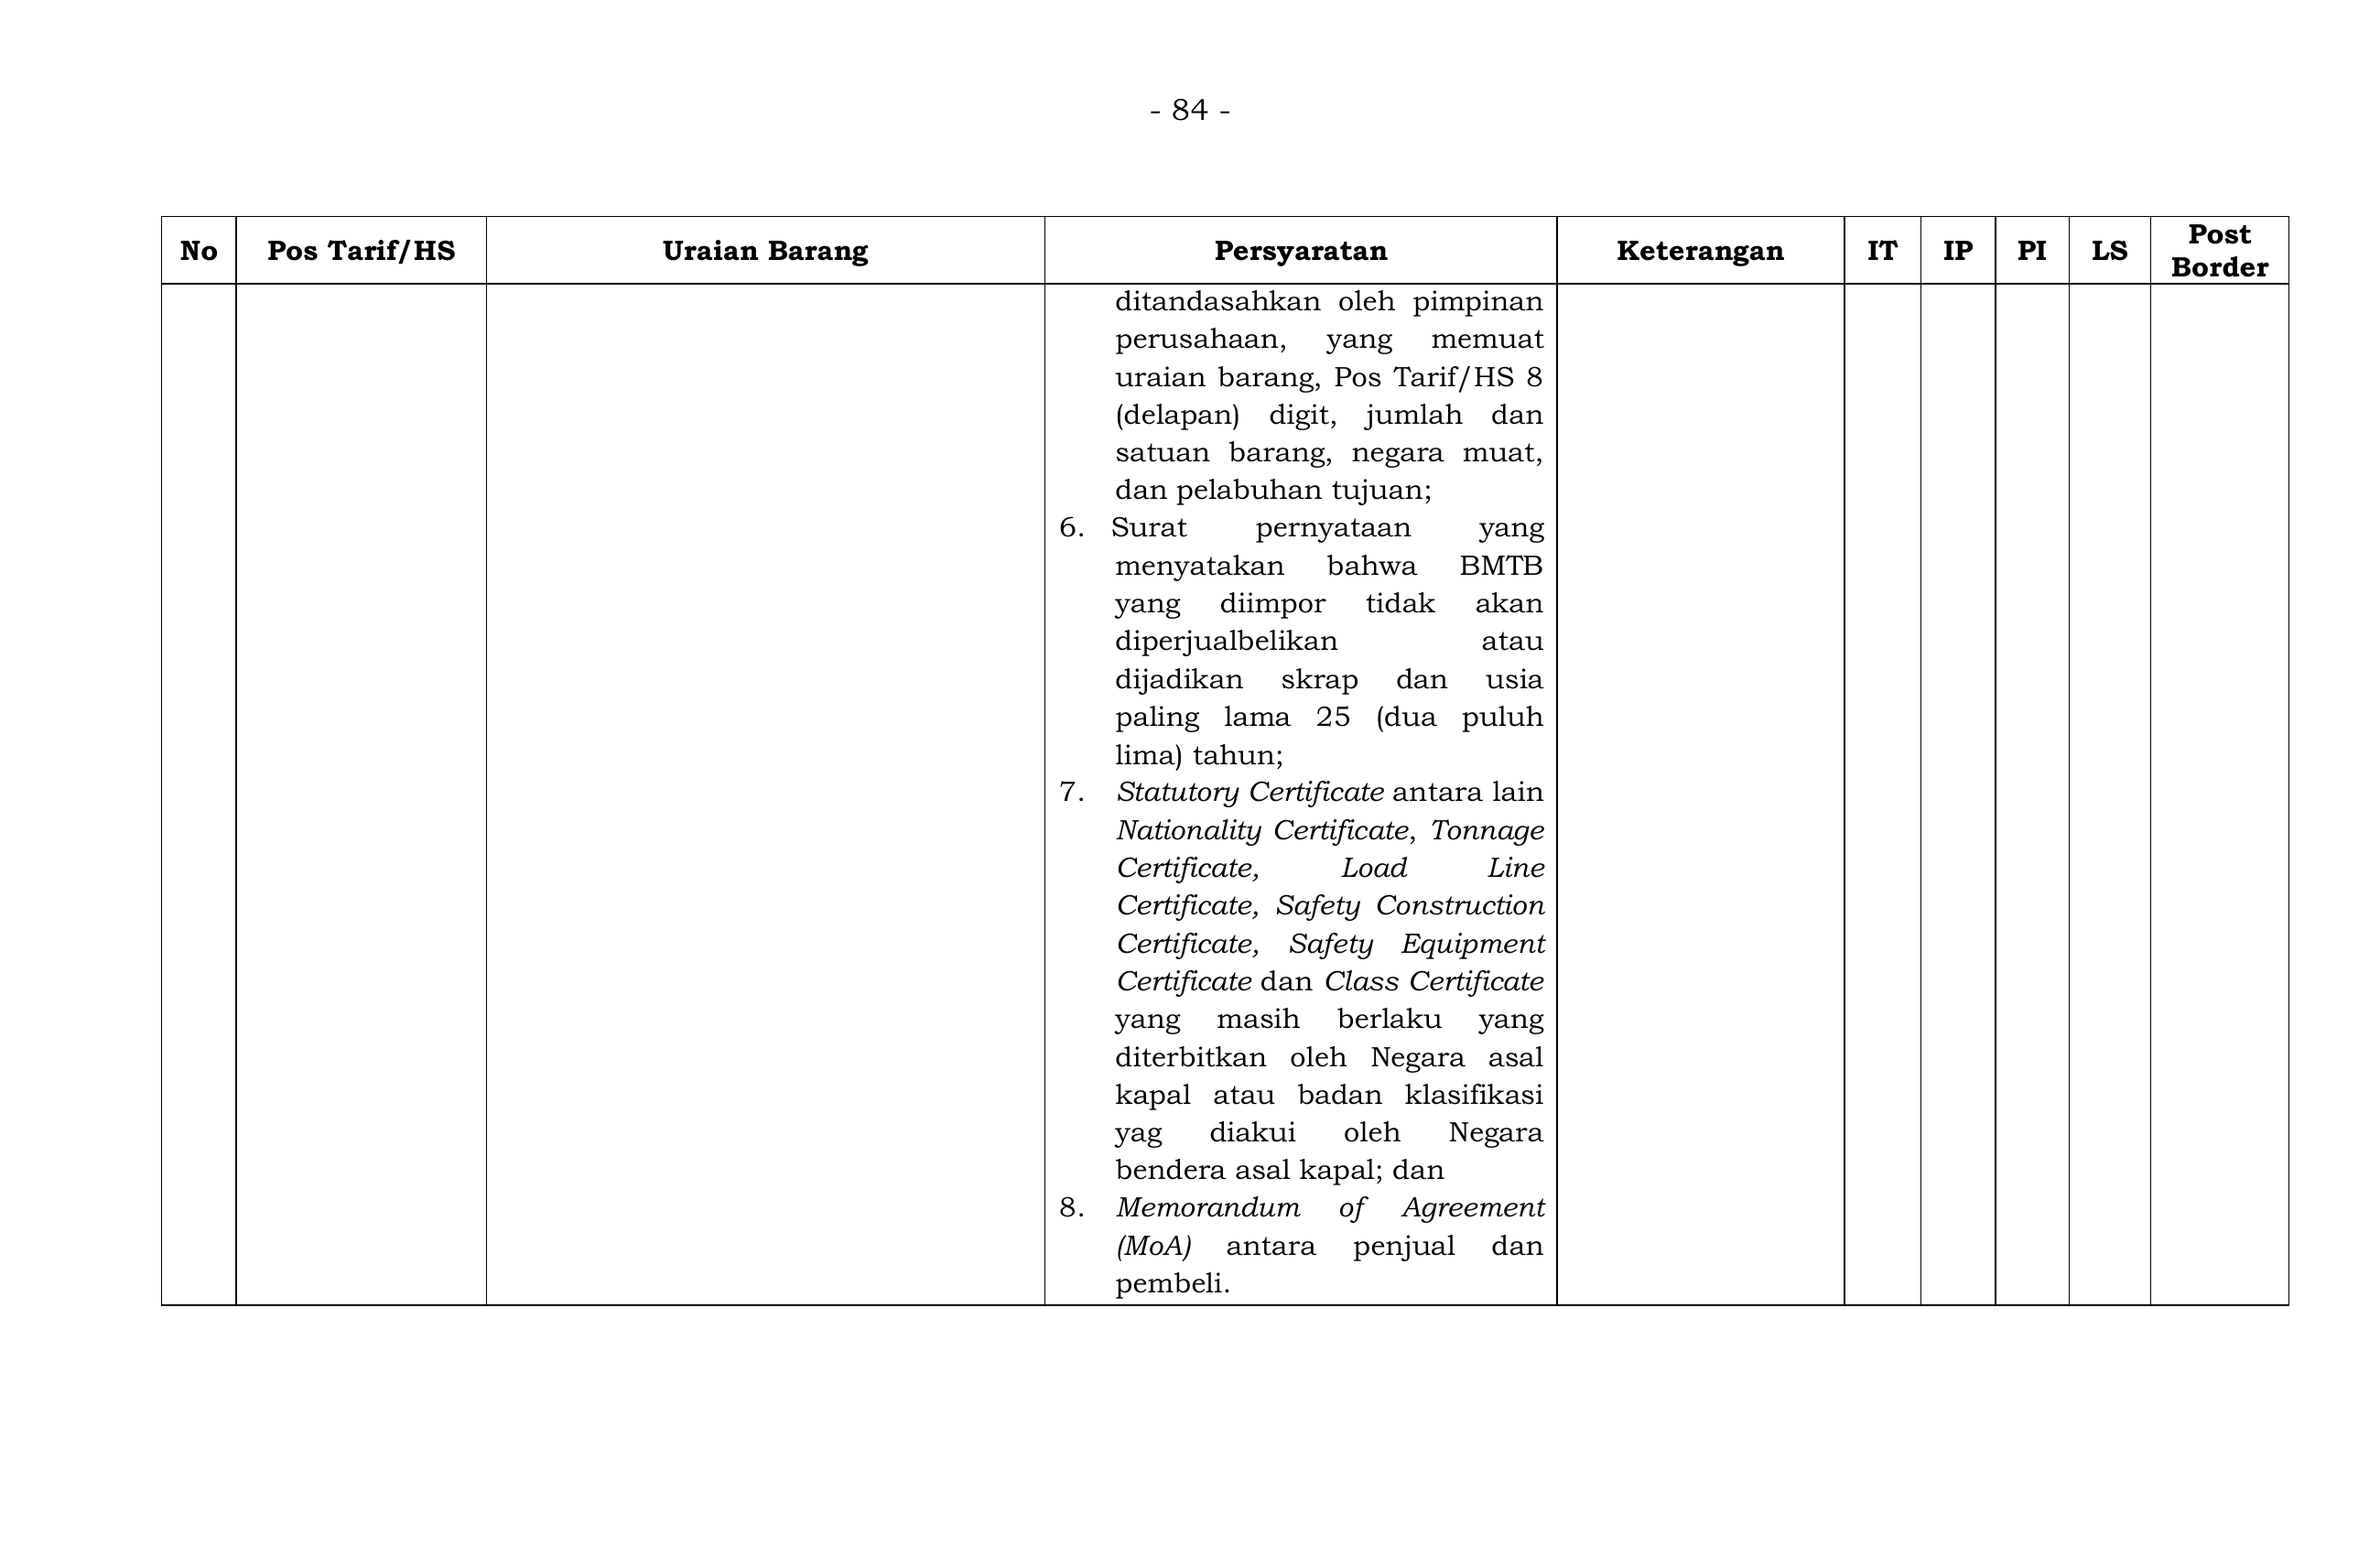 - 84 -
No Pos Tarif/HS Uraian Barang Persyaratan Keterangan IT IP PI LS Post Border
ditandasahkan oleh pimpinan
perusahaan, yang memuat
uraian barang, Pos Tarif/HS 8
(delapan) digit, jumlah dan
satuan barang, negara muat,
dan pelabuhan tujuan;
6. Surat pernyataan yang
menyatakan bahwa BMTB
yang diimpor tidak akan
diperjualbelikan atau
dijadikan skrap dan usia
paling lama 25 (dua puluh
lima) tahun;
7. Statutory Certificate antara lain
Nationality Certificate, Tonnage
Certificate, Load Line
Certificate, Safety Construction
Certificate, Safety Equipment
Certificate dan Class Certificate
yang masih berlaku yang
diterbitkan oleh Negara asal
kapal atau badan klasifikasi
yag diakui oleh Negara
bendera asal kapal; dan
8. Memorandum of Agreement
(MoA) antara penjual dan
pembeli.